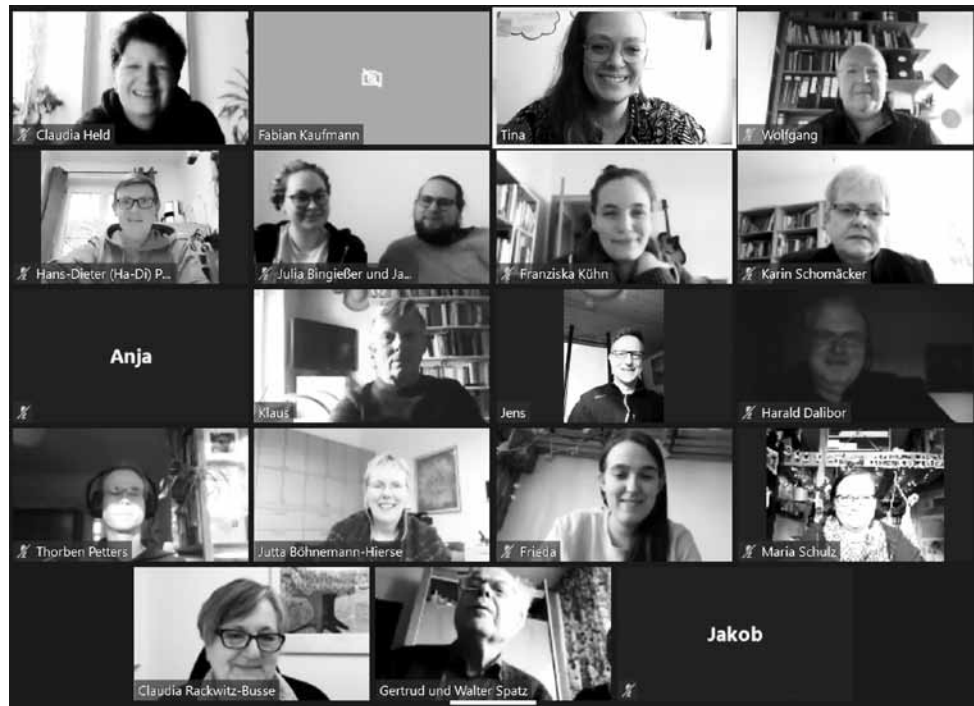 Claudia Held
Fabian Kaufmann
Tina
Wolfgang
Hans-Dieter (Ha-Di) P...
Julia Bingießer und Ja...
Franziska Kühn
Karin Schomäcker
Anja
Klaus
Jens
Harald Dalibor
Thorben Petters
Jutta Böhnemann-Hierse
Frieda
Maria Schulz
Claudia Rackwitz-Busse
Gertrud und Walter Spatz
Jakob